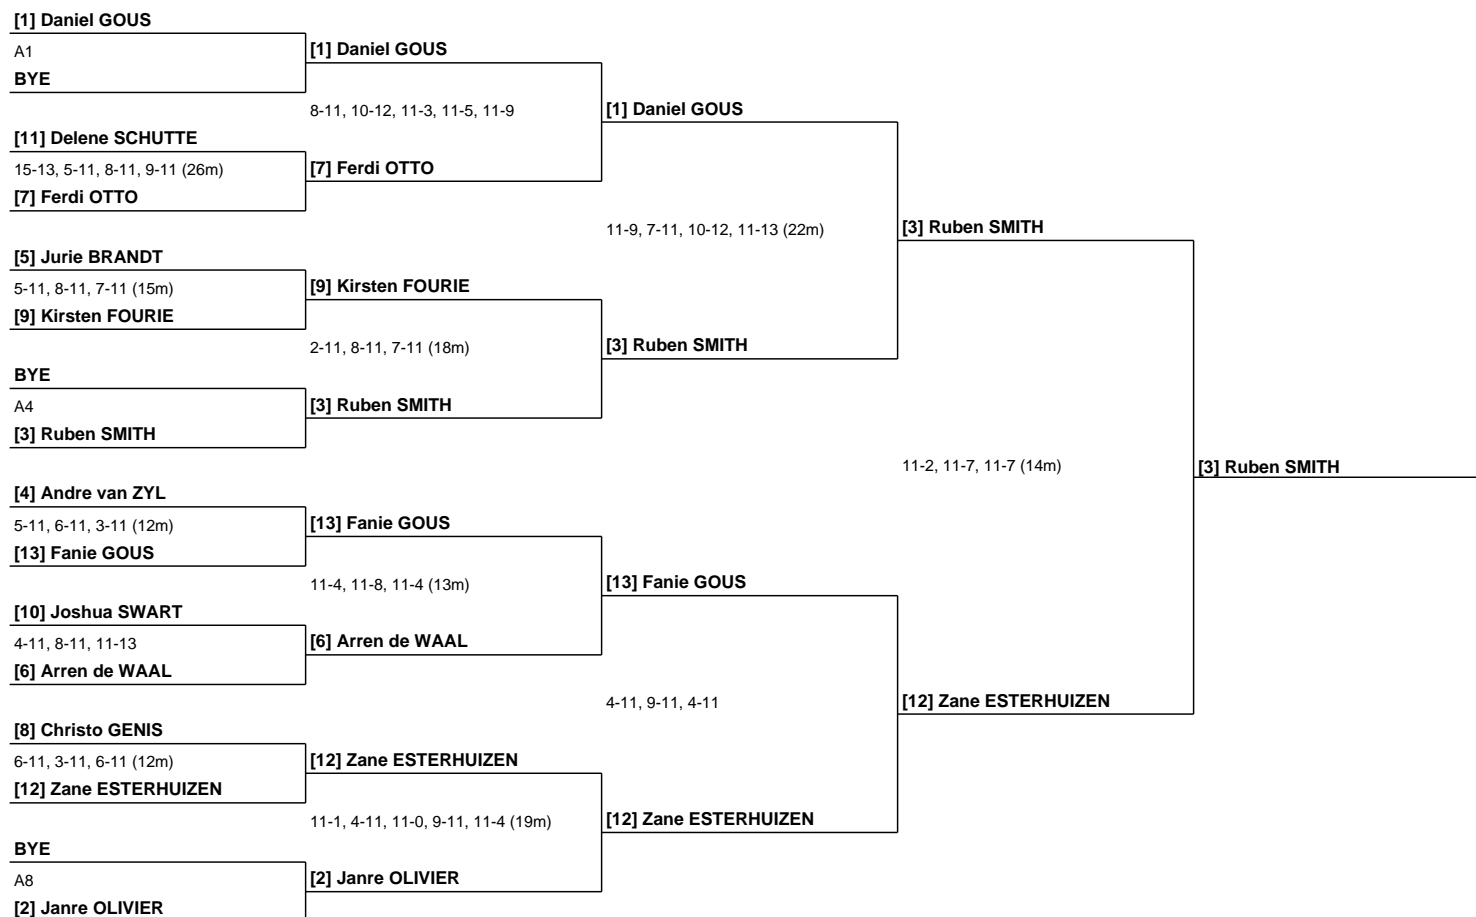 [1] Daniel GOUS
A1
BYE
[11] Delene SCHUTTE
15-13, 5-11, 8-11, 9-11 (26m)
[7] Ferdi OTTO
[5] Jurie BRANDT
5-11, 8-11, 7-11 (15m)
[9] Kirsten FOURIE
BYE
A4
[3] Ruben SMITH
[4] Andre van ZYL
5-11, 6-11, 3-11 (12m)
[13] Fanie GOUS
[10] Joshua SWART
4-11, 8-11, 11-13
[6] Arren de WAAL
[8] Christo GENIS
6-11, 3-11, 6-11 (12m)
[12] Zane ESTERHUIZEN
BYE
A8
[2] Janre OLIVIER
[1] Daniel GOUS
8-11, 10-12, 11-3, 11-5, 11-9
[7] Ferdi OTTO
[9] Kirsten FOURIE
2-11, 8-11, 7-11 (18m)
[3] Ruben SMITH
[13] Fanie GOUS
11-4, 11-8, 11-4 (13m)
[6] Arren de WAAL
[12] Zane ESTERHUIZEN
11-1, 4-11, 11-0, 9-11, 11-4 (19m)
[2] Janre OLIVIER
[1] Daniel GOUS
11-9, 7-11, 10-12, 11-13 (22m)
[3] Ruben SMITH
[13] Fanie GOUS
4-11, 9-11, 4-11
[12] Zane ESTERHUIZEN
[3] Ruben SMITH
11-2, 11-7, 11-7 (14m)
[12] Zane ESTERHUIZEN
[3] Ruben SMITH